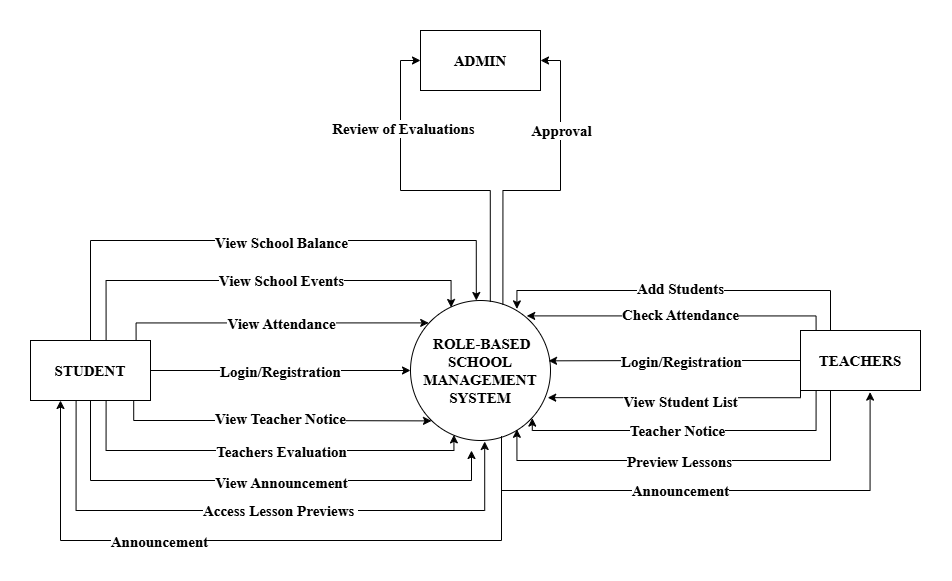 ADMIN
Review of Evaluations
Approval
View School Balance
View School Events
View Attendance
STUDENT
Login/Registration
View Teacher Notice
Teachers Evaluation
View Announcement
Access Lesson Previews
Announcement
ROLE-BASED
SCHOOL
MANAGEMENT
SYSTEM
Add Students
Check Attendance
Login/Registration
TEACHERS
View Student List
Teacher Notice
Preview Lessons
Announcement